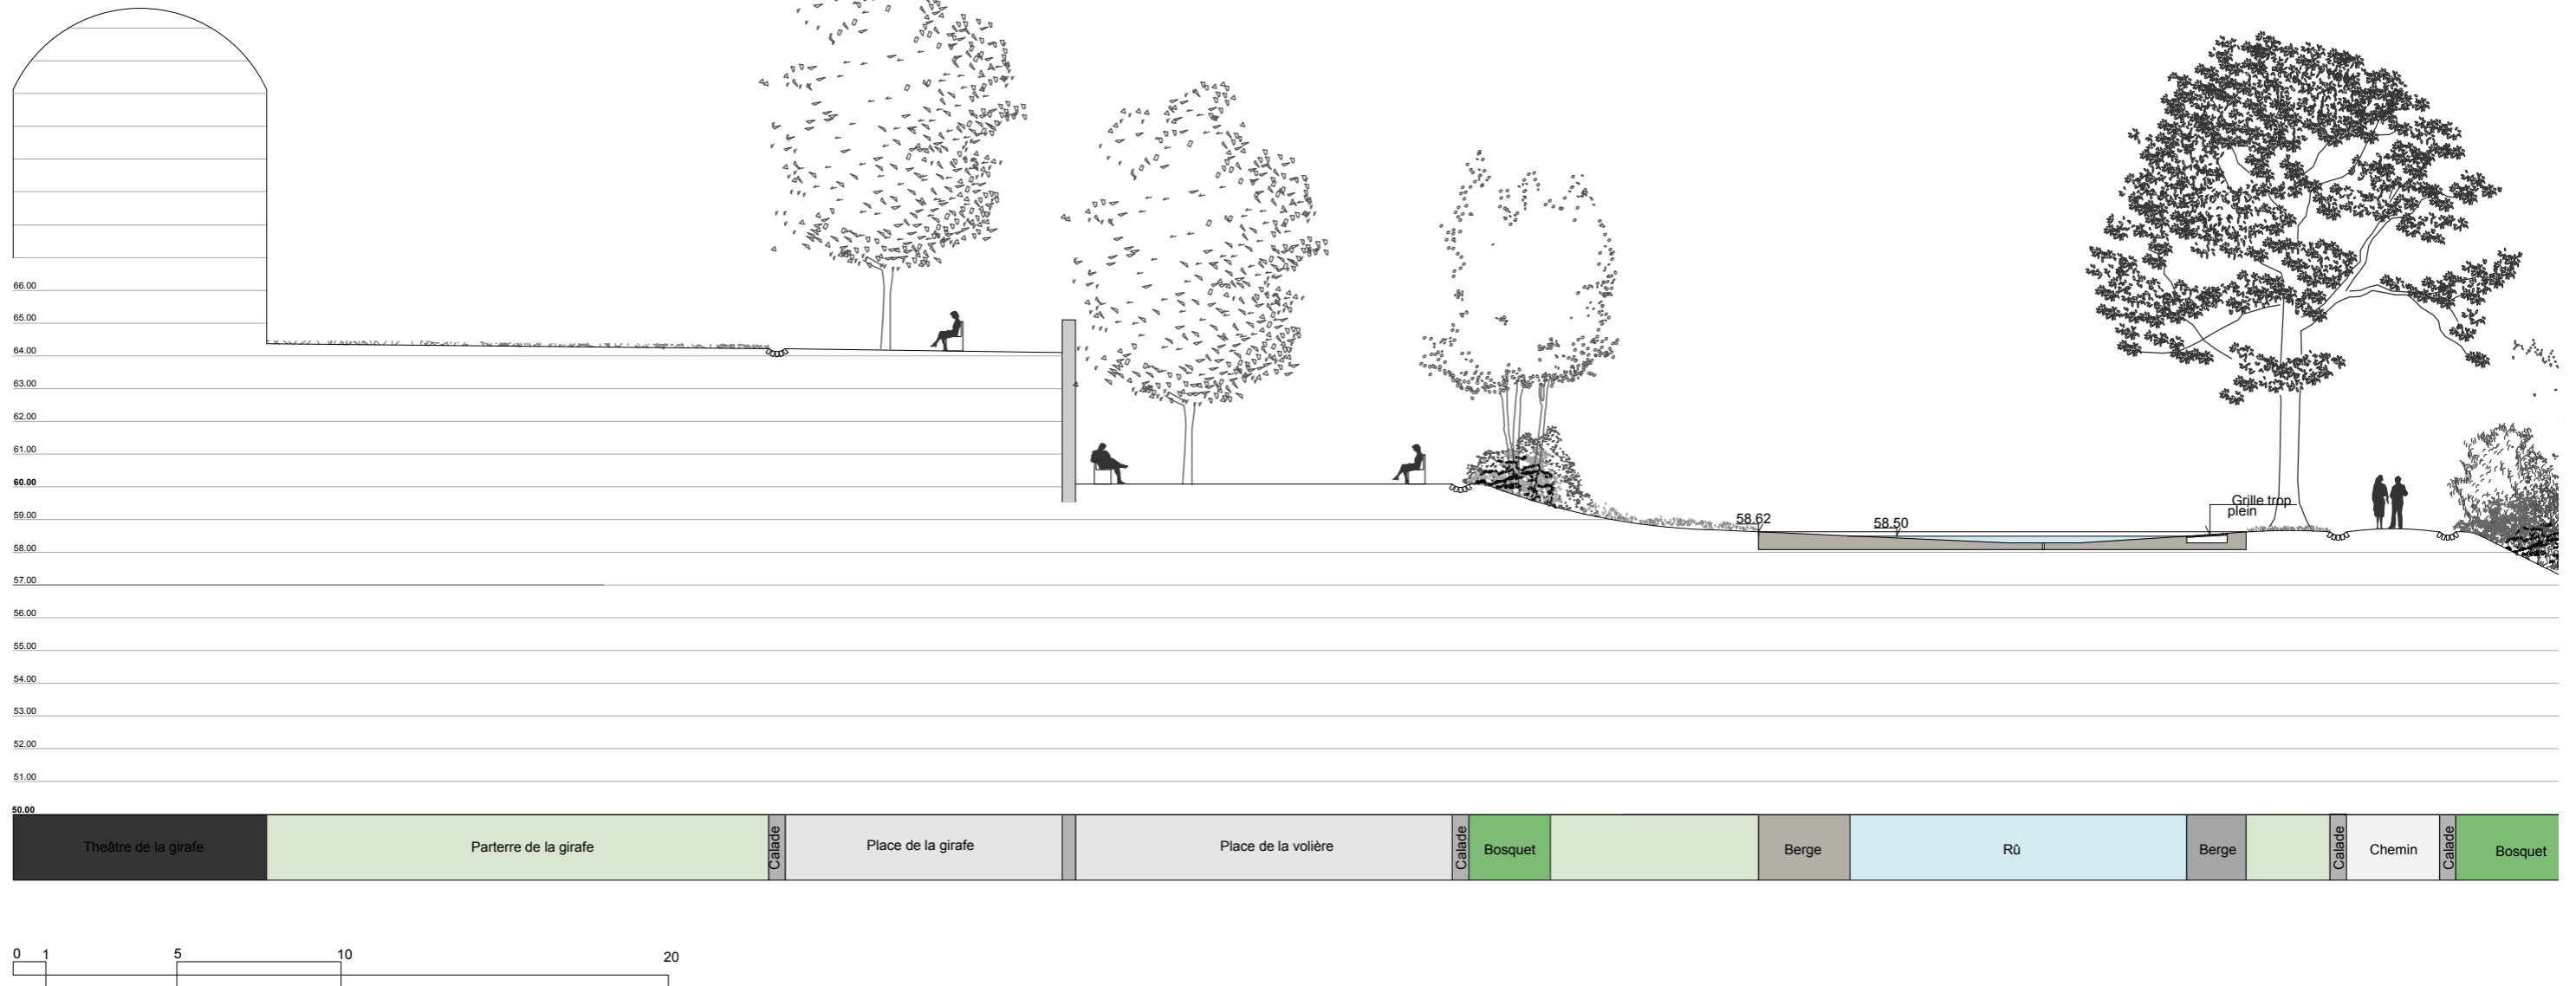 66.00
65.00
64.00
63.00
62.00
61.00
60.00
59.00
58.00
57.00
56.00
55.00
54.00
53.00
52.00
51.00
50.00
58.62
58.50
Grille trop
plein
Theâtre de la girafe
Parterre de la girafe
Calade
Place de la girafe
Place de la volière
Calade
Bosquet
Berge
Rû
Berge
Calade
Chemin
Calade
Bosquet
0 1 5 10 20